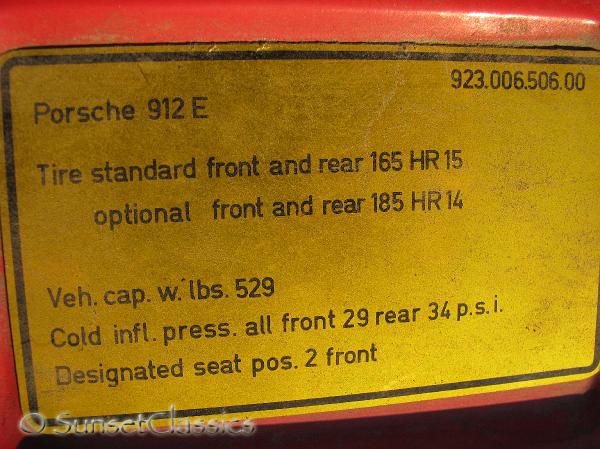 923.006.506.00
Porsche 912 E
Tire standard front and rear 165 HR 15
optional front and rear 185 HR 14
Veh. cap. w. lbs. 529
Cold infl. press. all front 29 rear 34 p.s.i.
Designated seat pos. 2 front
© SunsetClassics